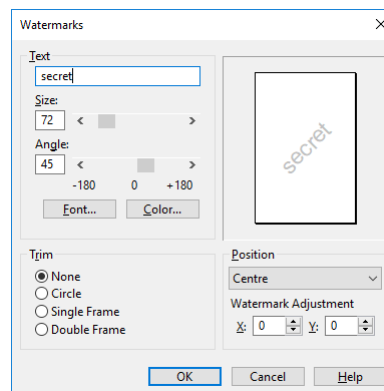 Watermarks
Text
secret
Size:
72
Angle:
45
-180 0 +180
Font... Color...
secret
Trim
None
Circle
Single Frame
Double Frame
Position
Centre
Watermark Adjustment
X: 0 Y: 0
OK Cancel Help